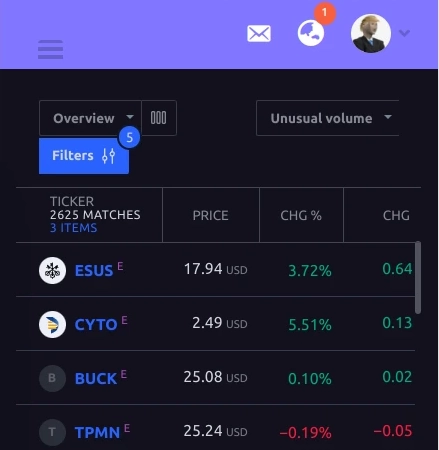 1
Overview
5
Unusual volume
Filters
TICKER
2625 MATCHES
3 ITEMS
PRICE
CHG %
CHG
ESUS E 17.94 USD 3.72% 0.64
CYTO E 2.49 USD 5.51% 0.13
B BUCK E 25.08 USD 0.10% 0.02
T TPMN E 25.24 USD −0.19% −0.05